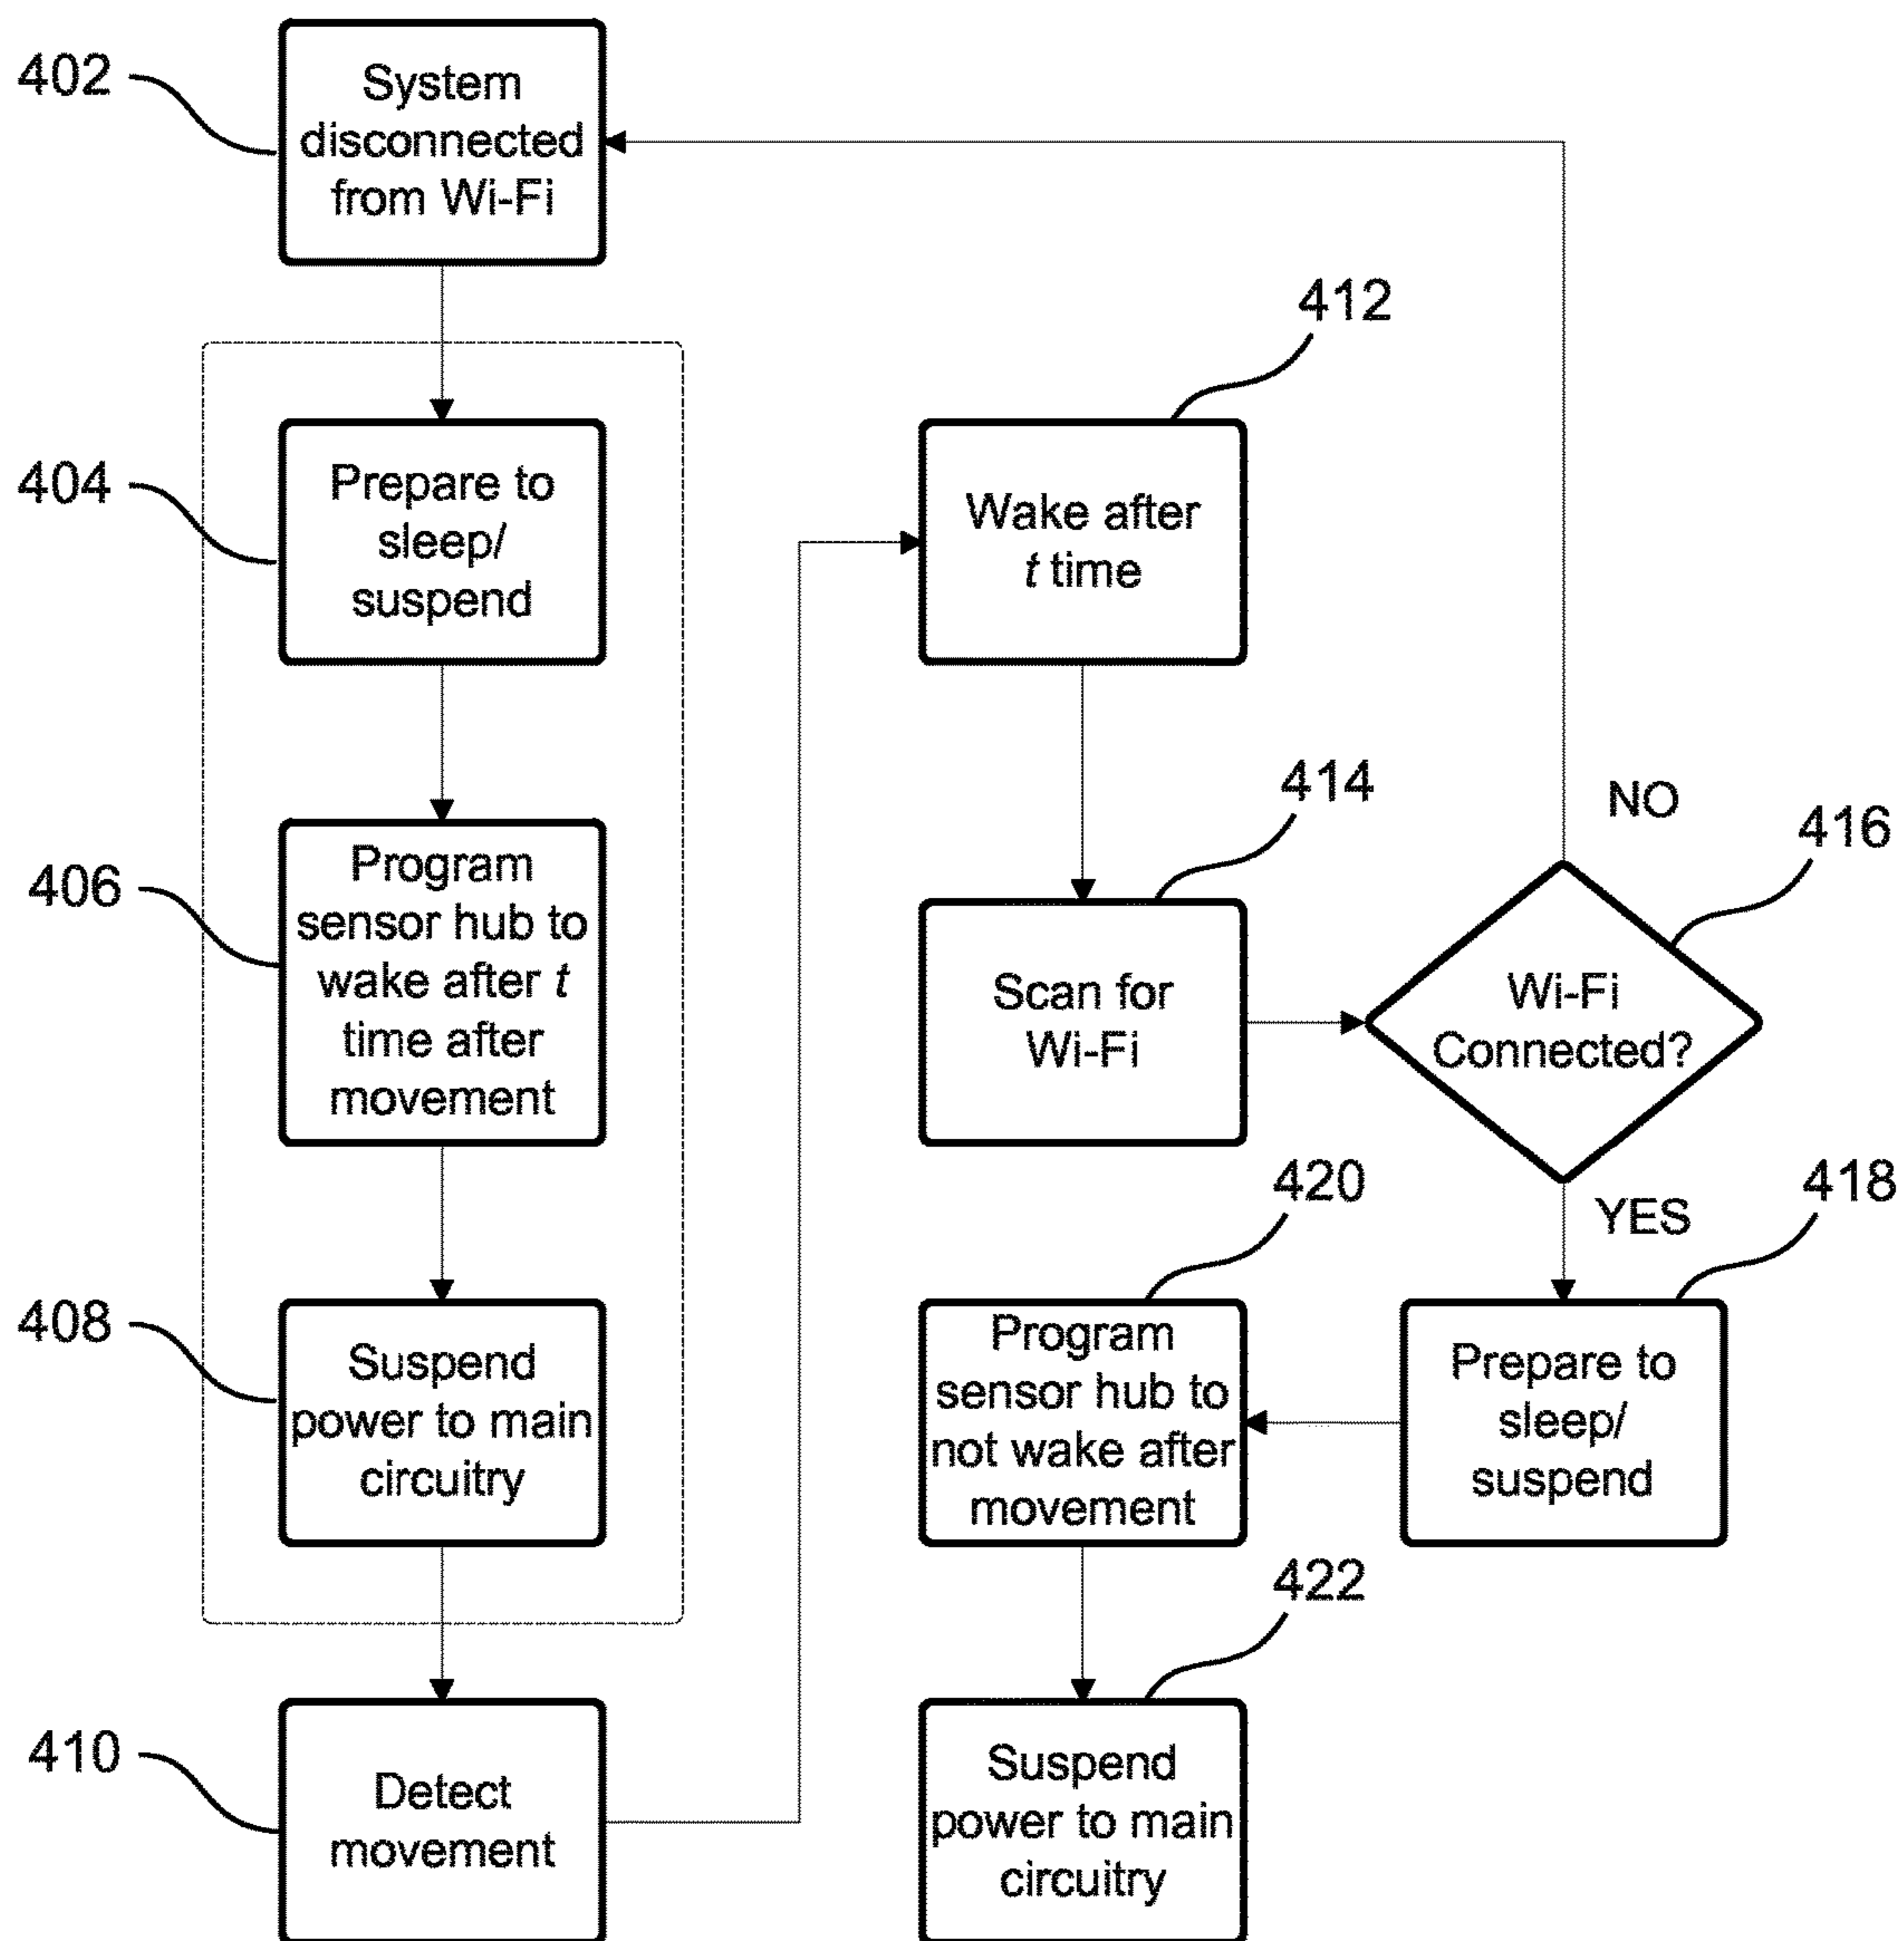 402
System
disconnected
from Wi-Fi
404
Prepare to
sleep/
suspend
406
Program
sensor hub to
wake after t
time after
movement
408
Suspend
power to main
circuitry
410
Detect
movement
412
Wake after
t time
414
Scan for
Wi-Fi
416
Wi-Fi
Connected?
NO
YES
418
Prepare to
sleep/
suspend
420
Program
sensor hub to
not wake after
movement
422
Suspend
power to main
circuitry